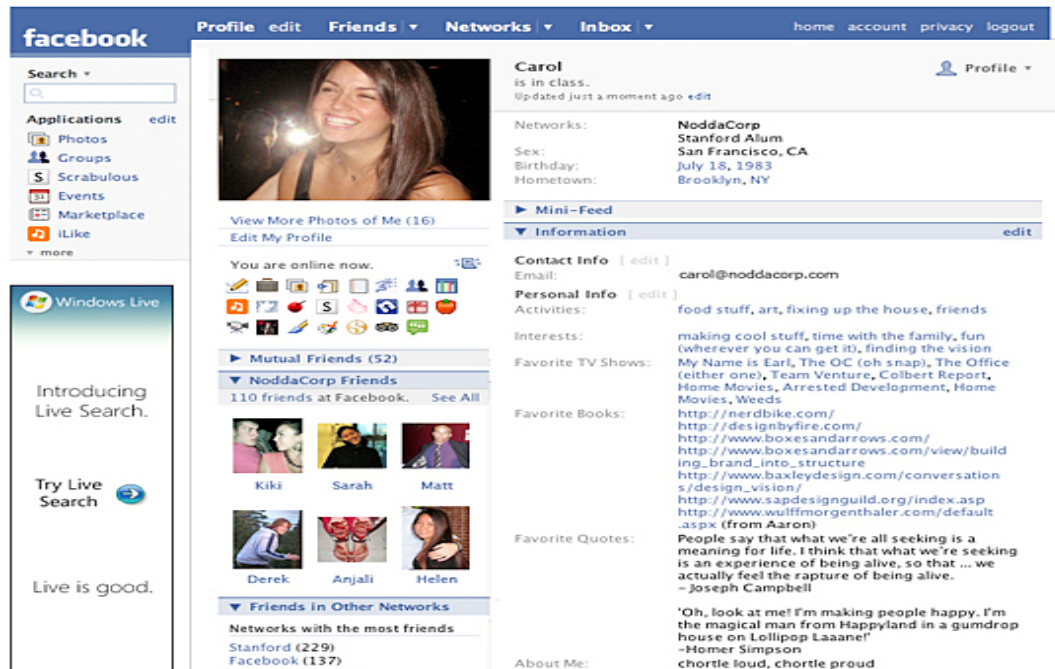 facebook
Profile edit Friends Networks Inbox home account privacy logout
Search
Applications edit
Photos
Groups
S Scrabulous
31 Events
Marketplace
iLike
more
Windows Live
Introducing
Live Search.
Try Live
Search
Live is good.
View More Photos of Me (16)
Edit My Profile
You are online now.
S
Mutual Friends (52)
NoddaCorp Friends
110 friends at Facebook. See All
Kiki Sarah Matt
Derek Anjali Helen
Friends in Other Networks
Networks with the most friends
Stanford (229)
Facebook (137)
Carol
is in class.
Updated just a moment ago edit
Profile
Networks: NoddaCorp
Stanford Alum
Sex: San Francisco, CA
Birthday: July 18, 1983
Hometown: Brooklyn, NY
Mini-Feed
Information edit
Contact Info [ edit ]
Email: carol@noddacorp.com
Personal Info [ edit ]
Activities: food stuff, art, fixing up the house, friends
Interests: making cool stuff, time with the family, fun
(wherever you can get it), finding the vision
Favorite TV Shows: My Name is Earl, The OC (oh snap), The Office
(either one), Team Venture, Colbert Report,
Home Movies, Arrested Development, Home
Movies, Weeds
Favorite Books: http://nerdbike.com/
http://designbyfire.com/
http://www.boxesandarrows.com/
http://www.boxesandarrows.com/view/build
ing_brand_into_structure
http://www.baxleydesign.com/conversation
s/design_vision/
http://www.sapdesignguild.org/index.asp
http://www.wulffmorgenthaler.com/default
.aspx (from Aaron)
Favorite Quotes: People say that what we're all seeking is a
meaning for life. I think that what we're seeking
is an experience of being alive, so that ... we
actually feel the rapture of being alive.
- Joseph Campbell
'Oh, look at me! I'm making people happy. I'm
the magical man from Happyland in a gumdrop
house on Lollipop Laaane!'
-Homer Simpson
About Me: chortle loud, chortle proud